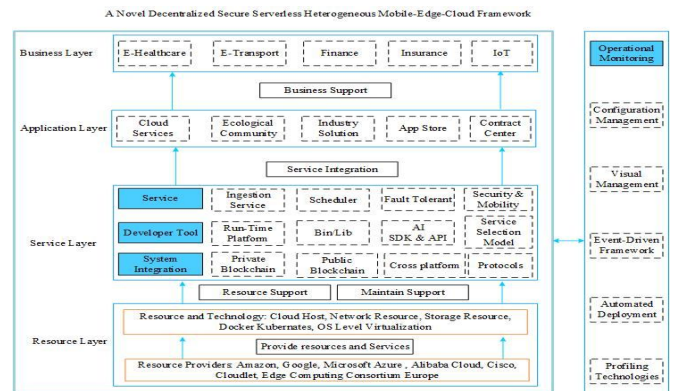 A Novel Decentralized Secure Serverless Heterogeneous Mobile-Edge-Cloud Framework
Business Layer
E-Healthcare
E-Transport
Finance
Insurance
IoT
Business Support
Application Layer
Cloud
Services
Ecological
Community
Industry
Solution
App Store
Contract
Center
Service Integration
Service Layer
Service
Ingestion
Service
Scheduler
Fault Tolerant
Security &
Mobility
Developer Tool
Run-Time
Platform
Bin/Lib
AI
SDK & API
Service
Selection
Model
System
Integration
Private
Blockchain
Public
Blockchain
Cross platform
Protocols
Resource Support
Maintain Support
Resource Layer
Resource and Technology: Cloud Host, Network Resource, Storage Resource,
Docker Kubernetes, OS Level Virtualization
Provide resources and Services
Resource Providers: Amazon, Google, Microsoft Azure , Alibaba Cloud, Cisco,
Cloudlet, Edge Computing Consortium Europe
Operational
Monitoring
Configuration
Management
Visual
Management
Event-Driven
Framework
Automated
Deployment
Profiling
Technologies